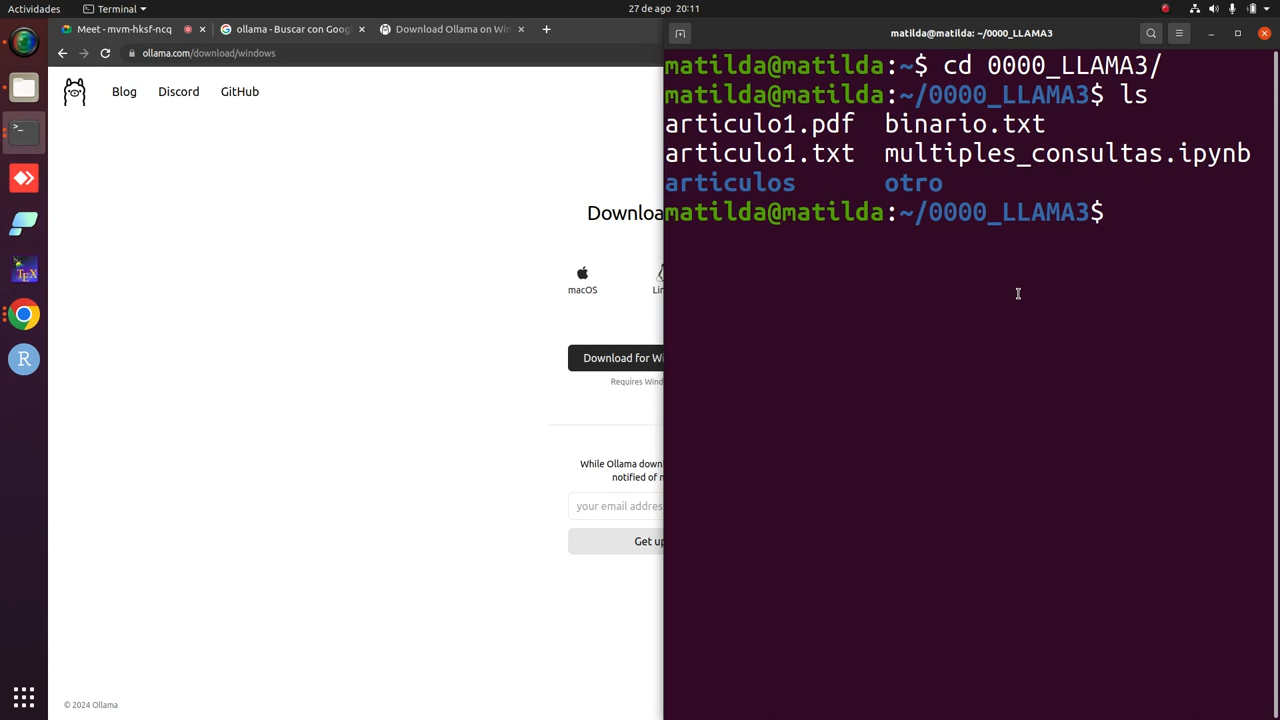 Actividades
Terminal
27 de ago 20:11
Meet - mvm-hksf-ncq
ollama - Buscar con Goog
Download Ollama on Win
ollama.com/download/windows
Blog
Discord
GitHub
Downloa
macOS
Lin
Download for Wi
Requires Wind
While Ollama down
notified of
your email addres
Get up
© 2024 Ollama
matilda@matilda: ~/0000_LLAMA3
matilda@matilda:~$ cd 0000_LLAMA3/
matilda@matilda:~/0000_LLAMA3$ ls
articulo1.pdf binario.txt
articulo1.txt multiples_consultas.ipynb
articulos otro
matilda@matilda:~/0000_LLAMA3$
TEX
R